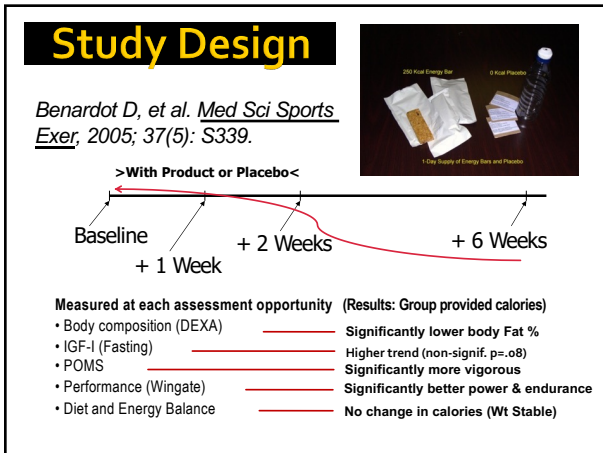 Study Design
250 Kcal Energy Bar
0 Kcal Placebo
1-Day Supply of Energy Bars and Placebo
Benardot D, et al. Med Sci Sports
Exer, 2005; 37(5): S339.
>With Product or Placebo<
Baseline
+ 1 Week
+ 2 Weeks
+ 6 Weeks
Measured at each assessment opportunity (Results: Group provided calories)
• Body composition (DEXA) Significantly lower body Fat %
• IGF-I (Fasting) Higher trend (non-signif. p=.o8)
• POMS Significantly more vigorous
• Performance (Wingate) Significantly better power & endurance
• Diet and Energy Balance No change in calories (Wt Stable)